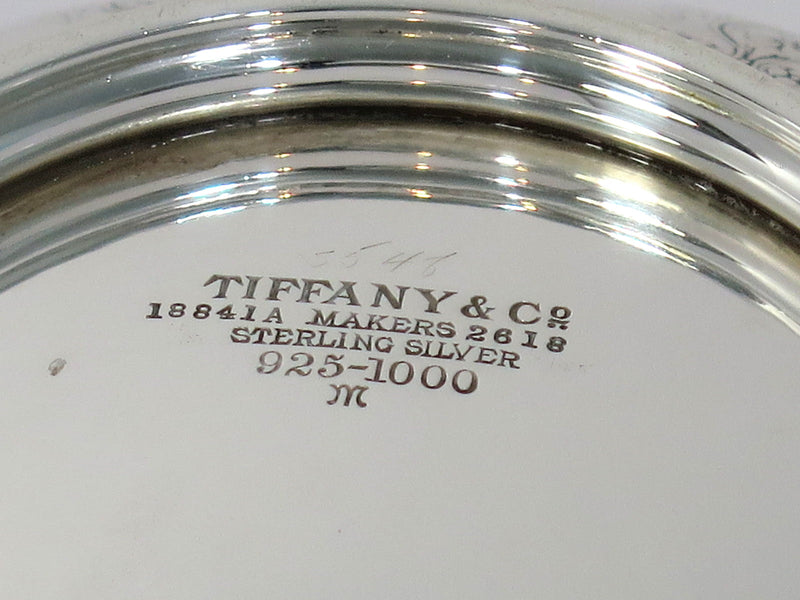 TIFFANY & Co
18841A MAKERS 2618
STERLING SILVER
925-1000
M